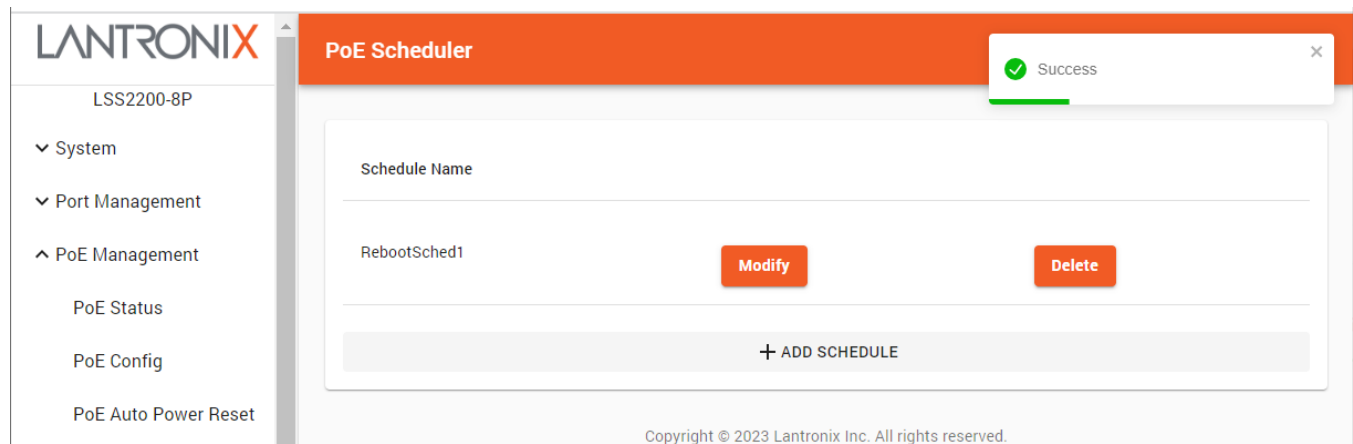 LANTRONIX
LSS2200-8P
System
Port Management
PoE Management
PoE Status
PoE Config
PoE Auto Power Reset
PoE Scheduler
Success
Schedule Name
RebootSched1
Modify
Delete
+ ADD SCHEDULE
Copyright © 2023 Lantronix Inc. All rights reserved.